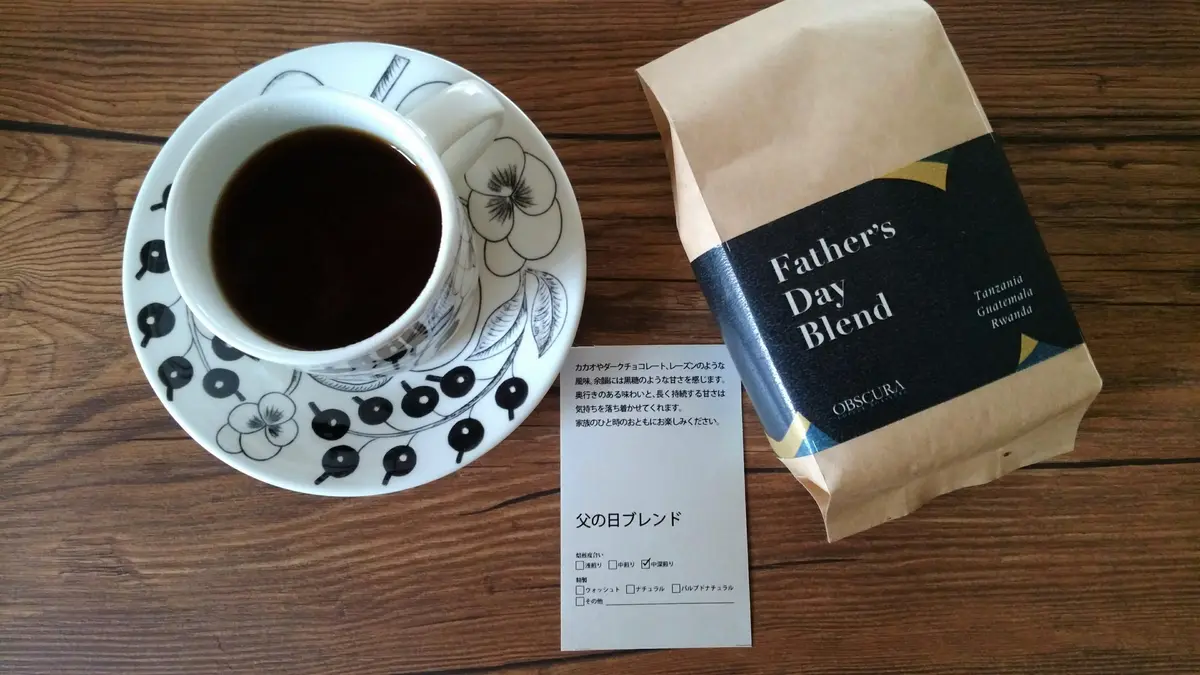 Father's
Day
Blend
Tanzania
Guatemala
Rwanda
OBSCURA
カカオやダークチョコレート、レーズンのような
風味。余韻には黒糖のような甘さを感じます。
奥行きのある味わいと、長く持続する甘さは
気持ちを落ち着かせてくれます。
家族のひと時のおともにお楽しみください。
父の日ブレンド
焙煎度合い
浅煎り 中煎り 中深煎り
精製
ウォッシュト ナチュラル パルプドナチュラル
その他